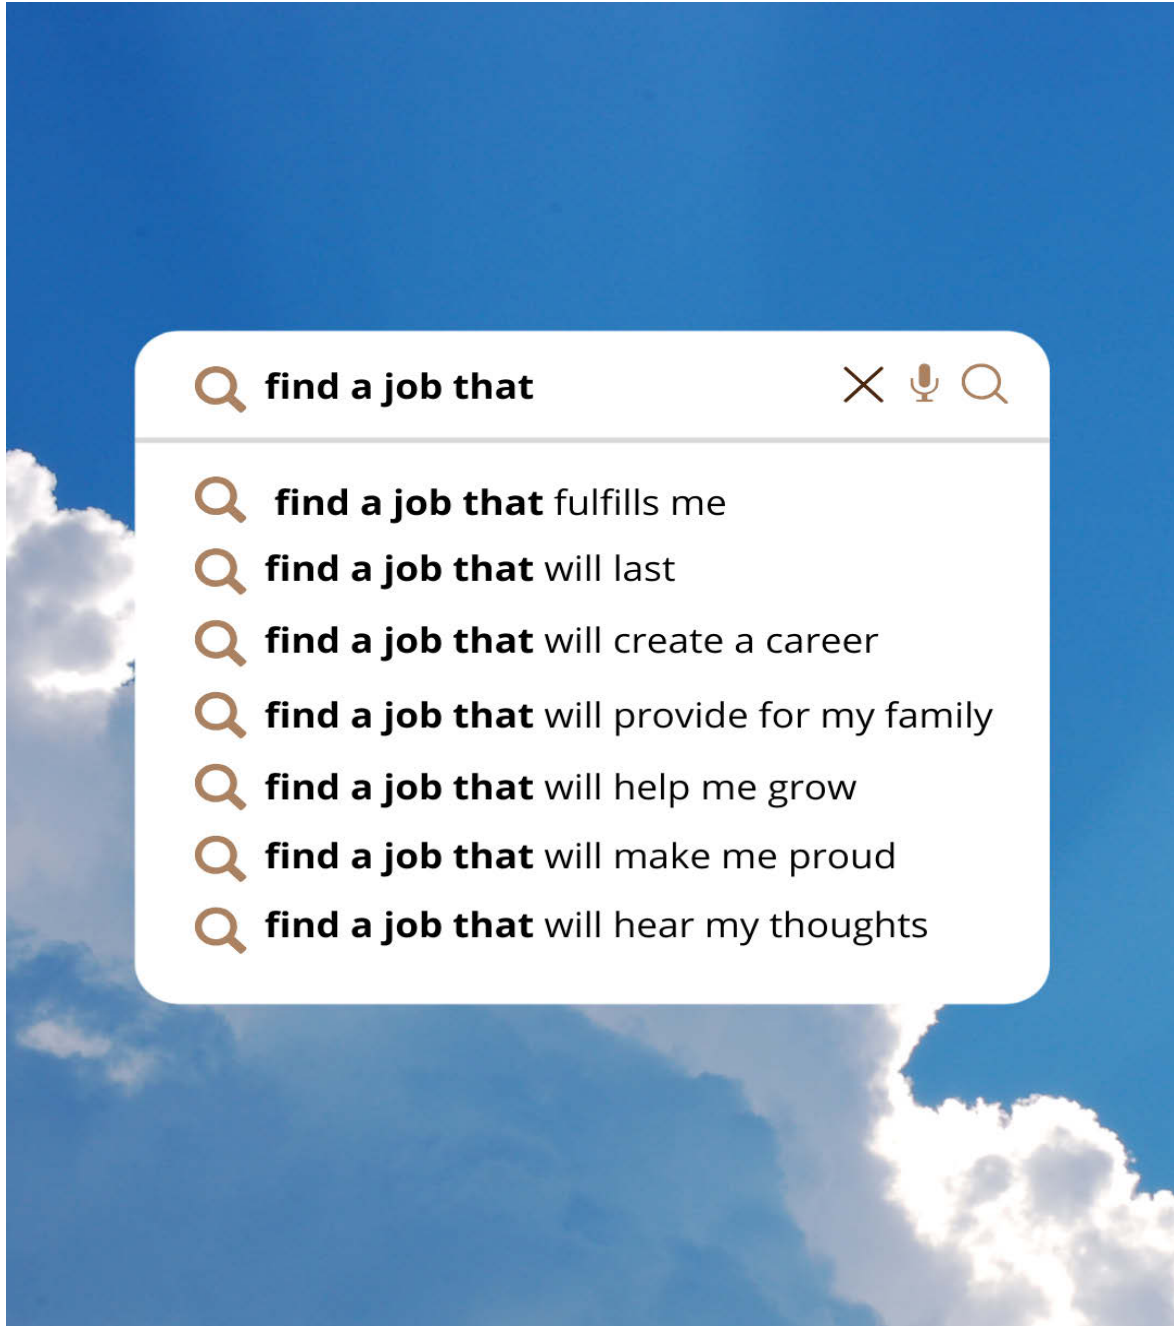 find a job that
find a job that fulfills me
find a job that will last
find a job that will create a career
find a job that will provide for my family
find a job that will help me grow
find a job that will make me proud
find a job that will hear my thoughts